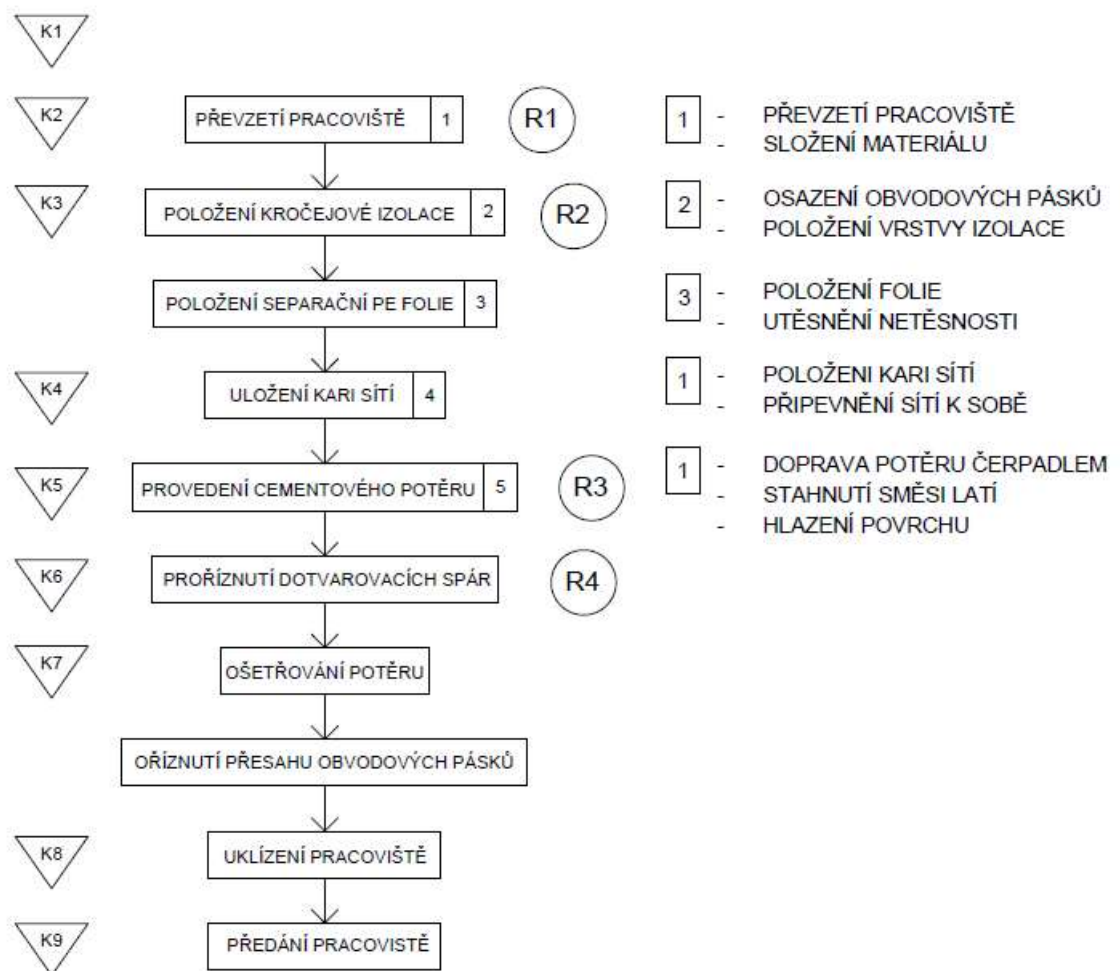 K1
K2
PŘEVZETÍ PRACOVIŠTĚ 1
R1
K3
POLOŽENÍ KROČEJOVÉ IZOLACE 2
R2
POLOŽENÍ SEPARAČNÍ PE FOLIE 3
K4
ULOŽENÍ KARI SÍTÍ 4
K5
PROVEDENÍ CEMENTOVÉHO POTĚRU 5
R3
K6
PROŘÍZNUTÍ DOTVAROVACÍCH SPÁR
R4
K7
OŠETŘOVÁNÍ POTĚRU
OŘÍZNUTÍ PŘESAHU OBVODOVÝCH PÁSKŮ
K8
UKLÍZENÍ PRACOVIŠTĚ
K9
PŘEDÁNÍ PRACOVISTĚ
1 - PŘEVZETÍ PRACOVIŠTĚ
- SLOŽENÍ MATERIÁLU
2 - OSAZENÍ OBVODOVÝCH PÁSKŮ
- POLOŽENÍ VRSTVY IZOLACE
3 - POLOŽENÍ FOLIE
- UTĚSNĚNÍ NETĚSNOSTI
1 - POLOŽENI KARI SÍTÍ
- PŘIPEVNĚNÍ SÍTÍ K SOBĚ
1 - DOPRAVA POTĚRU ČERPADLEM
- STAHNUTÍ SMĚSI LATÍ
- HLAZENÍ POVRCHU